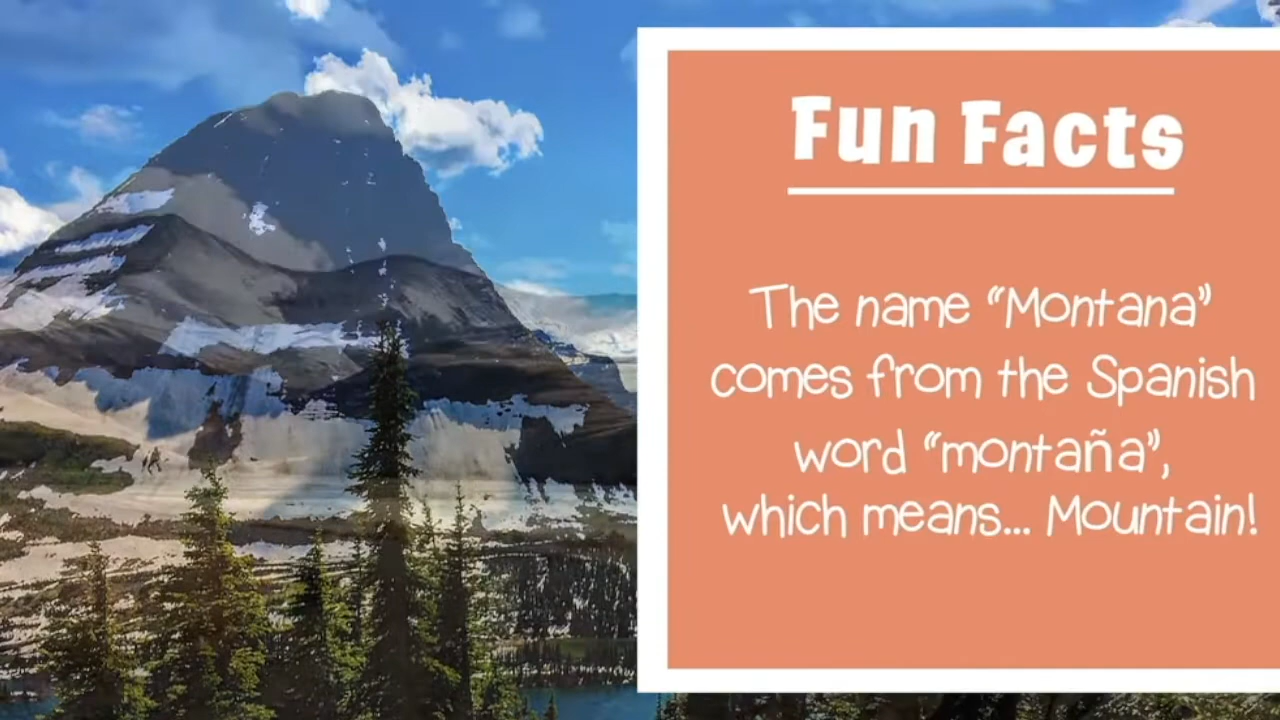 Fun Facts
The name “Montana”
comes from the Spanish
word “montaña”,
which means... Mountain!